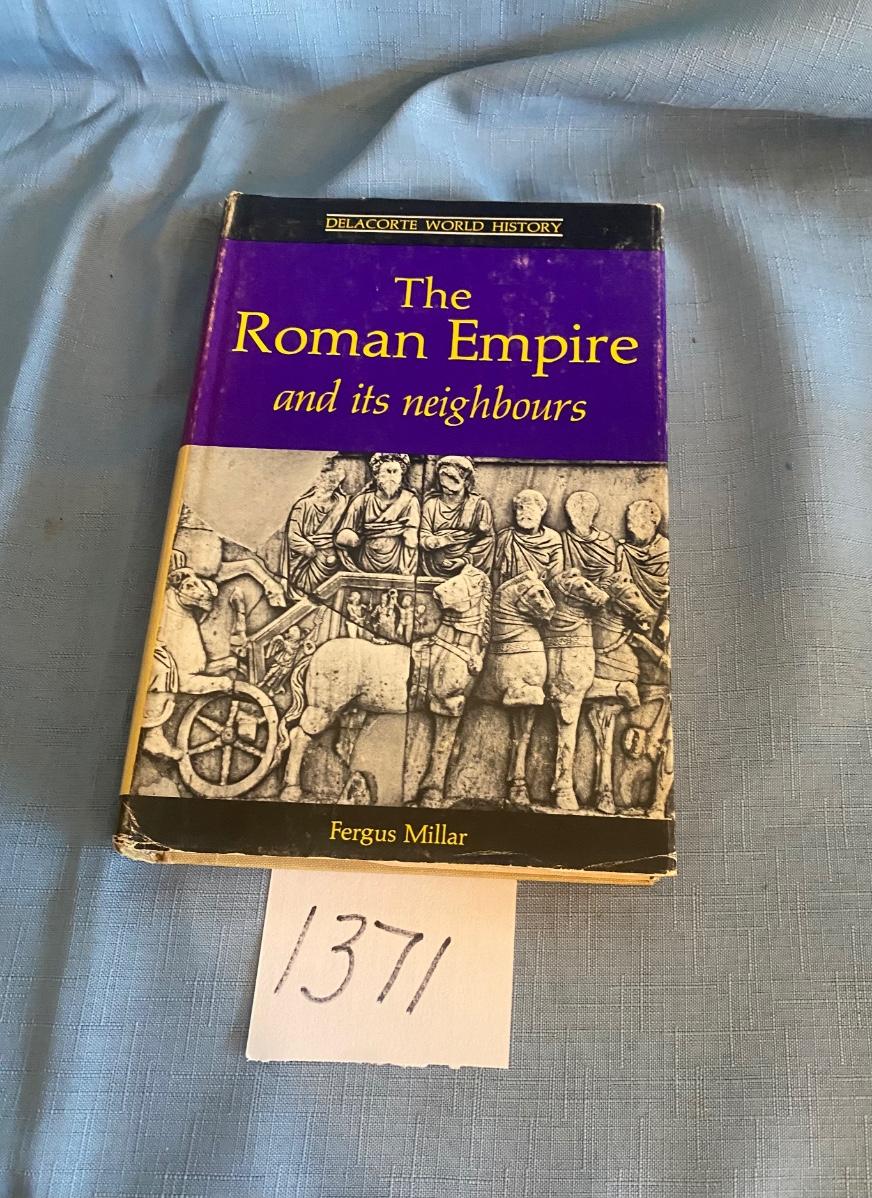 DELACORTE WORLD HISTORY
The
Roman Empire
and its neighbours
Fergus Millar
1371